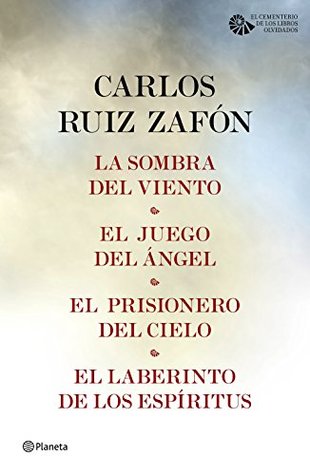 EL CEMENTERIO
DE LOS LIBROS
OLVIDADOS
CARLOS
RUIZ ZAFÓN
LA SOMBRA
DEL VIENTO
EL JUEGO
DEL ÁNGEL
EL PRISIONERO
DEL CIELO
EL LABERINTO
DE LOS ESPÍRITUS
Planeta